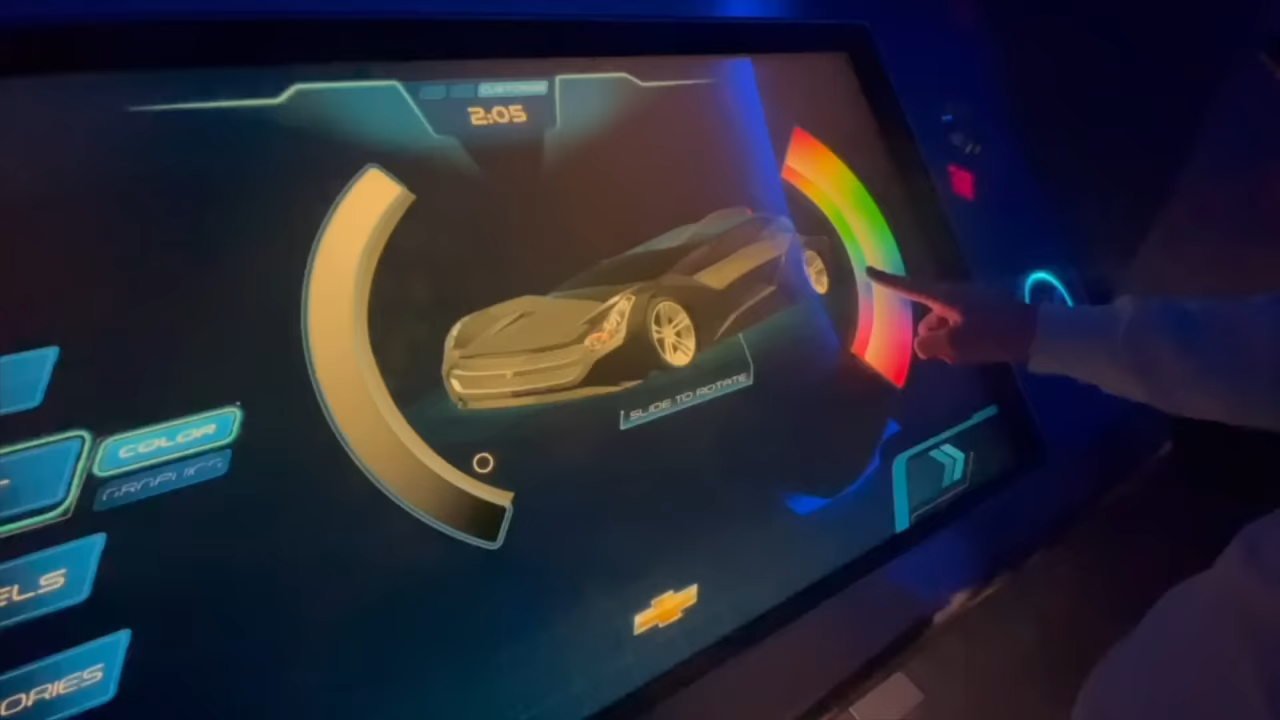 CUSTOMIZE
2:05
SLIDE TO ROTATE
COLOR
GRAPHICS
ELS
ORIES